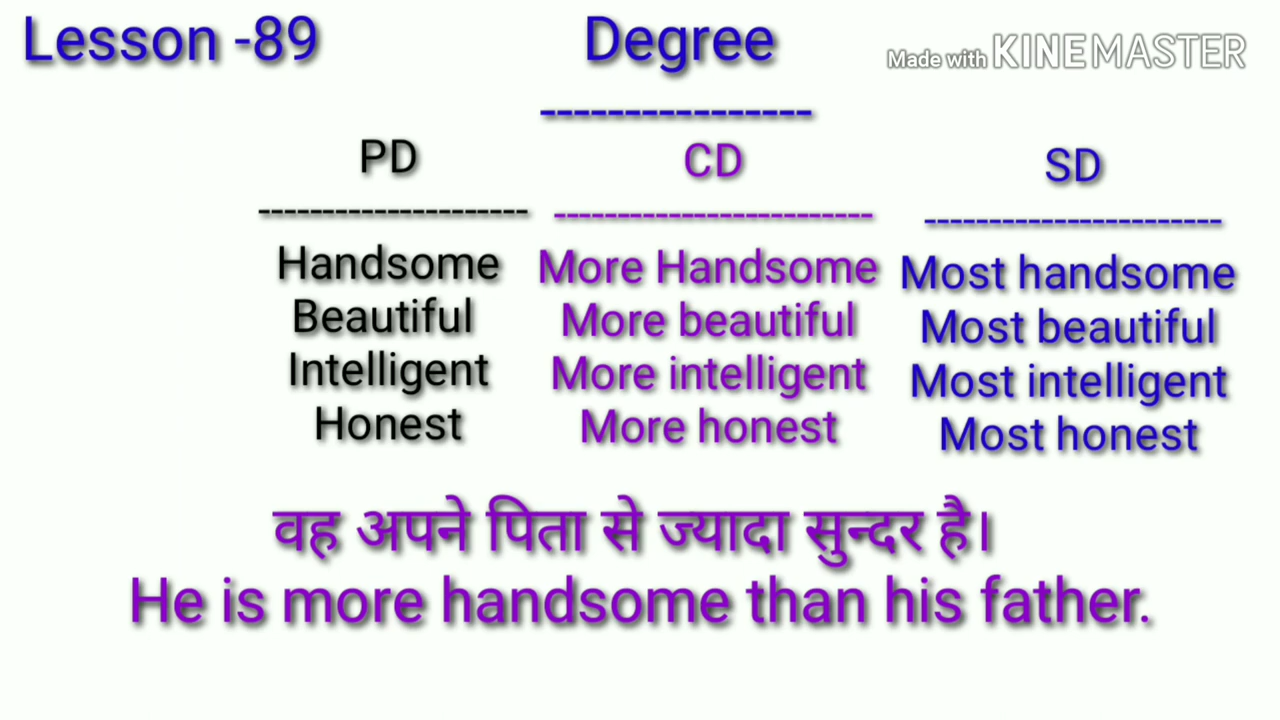 Lesson -89 Degree Made with KINEMASTER
----------------
PD CD SD
--------------------- ------------------------- -----------------------
Handsome More Handsome Most handsome
Beautiful More beautiful Most beautiful
Intelligent More intelligent Most intelligent
Honest More honest Most honest
वह अपने पिता से ज्यादा सुन्दर है।
He is more handsome than his father.